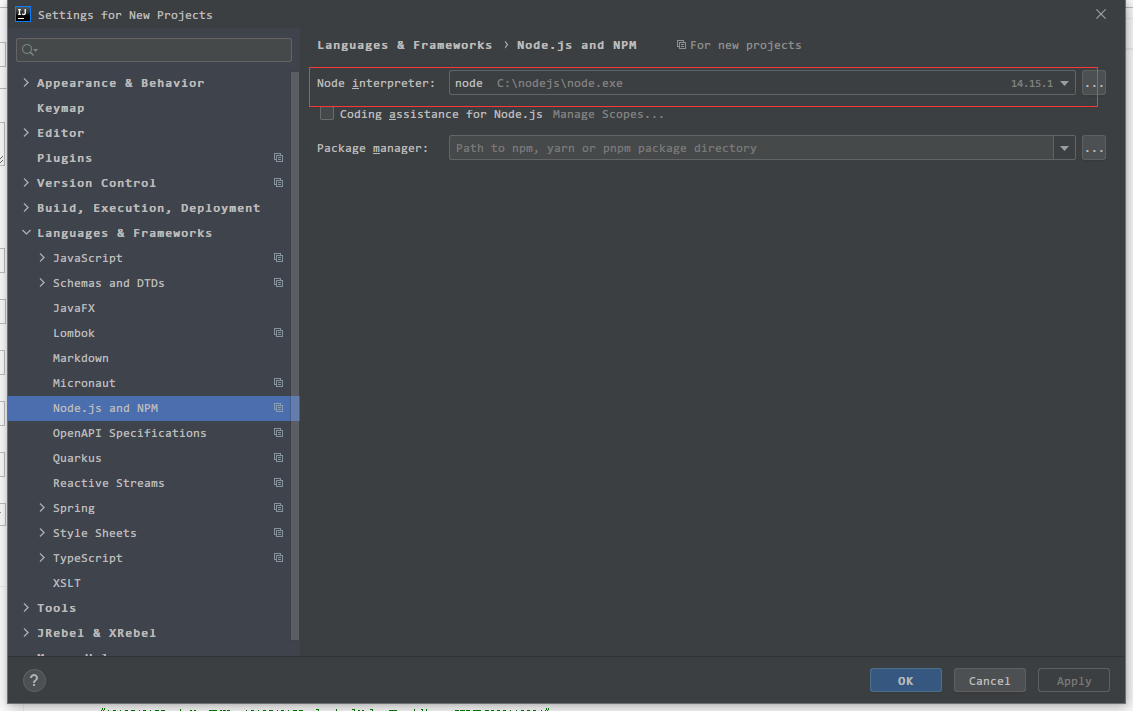 Settings for New Projects
Appearance & Behavior
Keymap
Editor
Plugins
Version Control
Build, Execution, Deployment
Languages & Frameworks
JavaScript
Schemas and DTDs
JavaFX
Lombok
Markdown
Micronaut
Node.js and NPM
OpenAPI Specifications
Quarkus
Reactive Streams
Spring
Style Sheets
TypeScript
XSLT
Tools
JRebel & XRebel
Languages & Frameworks › Node.js and NPM For new projects
Node interpreter: node C:\nodejs\node.exe 14.15.1 ...
Coding assistance for Node.js Manage Scopes...
Package manager: Path to npm, yarn or pnpm package directory ...
? OK Cancel Apply